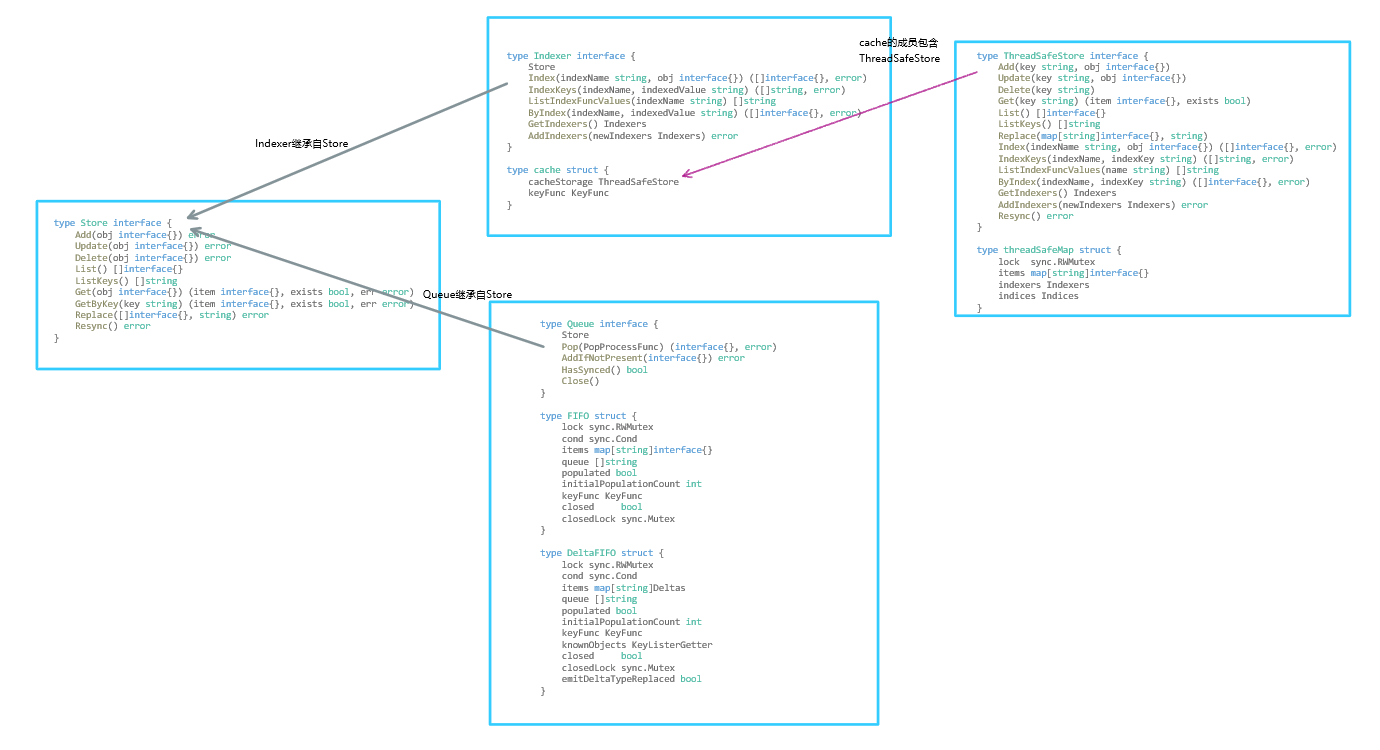 type Indexer interface {
    Store
    Index(indexName string, obj interface{}) ([]interface{}, error)
    IndexKeys(indexName, indexedValue string) ([]string, error)
    ListIndexFuncValues(indexName string) []string
    ByIndex(indexName, indexedValue string) ([]interface{}, error)
    GetIndexers() Indexers
    AddIndexers(newIndexers Indexers) error
}
type cache struct {
    cacheStorage ThreadSafeStore
    keyFunc KeyFunc
}
cache的成员包含
ThreadSafeStore
type ThreadSafeStore interface {
    Add(key string, obj interface{})
    Update(key string, obj interface{})
    Delete(key string)
    Get(key string) (item interface{}, exists bool)
    List() []interface{}
    ListKeys() []string
    Replace(map[string]interface{}, string)
    Index(indexName string, obj interface{}) ([]interface{}, error)
    IndexKeys(indexName, indexKey string) ([]string, error)
    ListIndexFuncValues(name string) []string
    ByIndex(indexName, indexKey string) ([]interface{}, error)
    GetIndexers() Indexers
    AddIndexers(newIndexers Indexers) error
    Resync() error
}
type threadSafeMap struct {
    lock  sync.RWMutex
    items map[string]interface{}
    indexers Indexers
    indices Indices
}
Indexer继承自Store
type Store interface {
    Add(obj interface{}) error
    Update(obj interface{}) error
    Delete(obj interface{}) error
    List() []interface{}
    ListKeys() []string
    Get(obj interface{}) (item interface{}, exists bool, err error)
    GetByKey(key string) (item interface{}, exists bool, err error)
    Replace([]interface{}, string) error
    Resync() error
}
Queue继承自Store
type Queue interface {
    Store
    Pop(PopProcessFunc) (interface{}, error)
    AddIfNotPresent(interface{}) error
    HasSynced() bool
    Close()
}
type FIFO struct {
    lock sync.RWMutex
    cond sync.Cond
    items map[string]interface{}
    queue []string
    populated bool
    initialPopulationCount int
    keyFunc KeyFunc
    closed     bool
    closedLock sync.Mutex
}
type DeltaFIFO struct {
    lock sync.RWMutex
    cond sync.Cond
    items map[string]Deltas
    queue []string
    populated bool
    initialPopulationCount int
    keyFunc KeyFunc
    knownObjects KeyListerGetter
    closed     bool
    closedLock sync.Mutex
    emitDeltaTypeReplaced bool
}